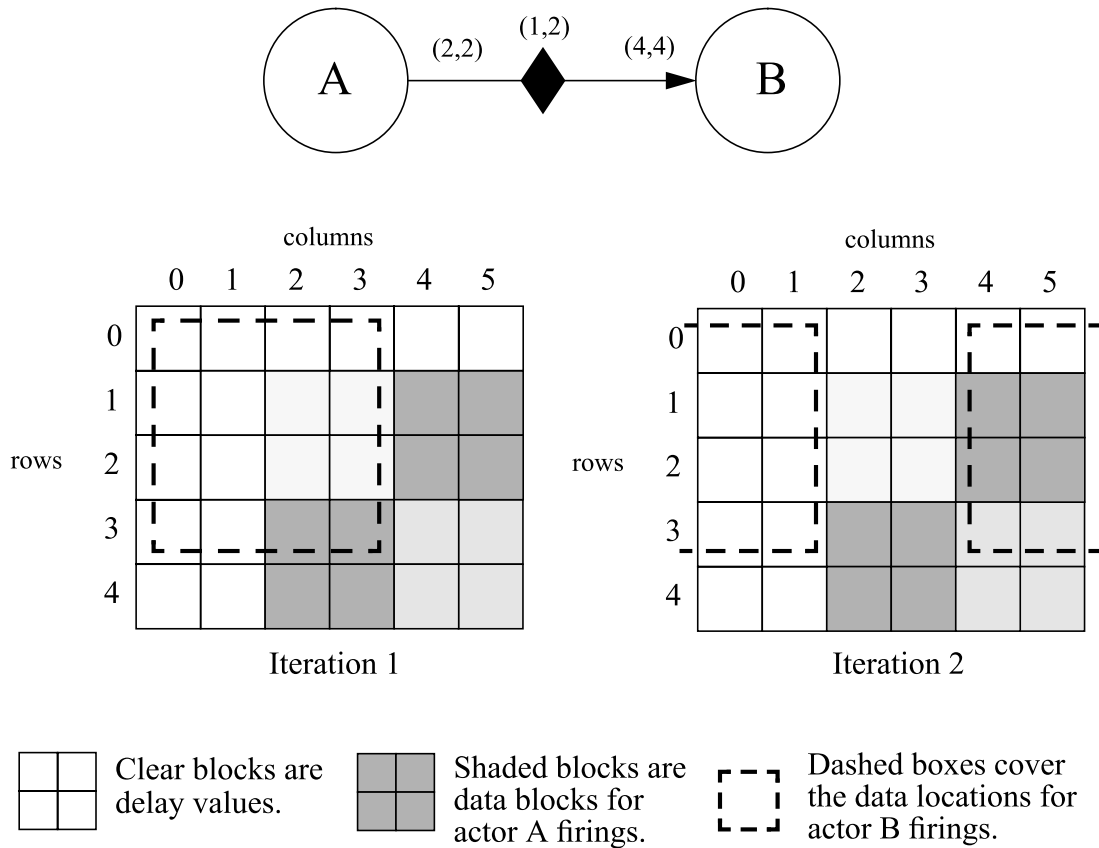 (1,2)
(2,2) (4,4)
A B
columns
0 1 2 3 4 5
0
1
rows 2
3
4
Iteration 1
columns
0 1 2 3 4 5
0
1
rows 2
3
4
Iteration 2
Clear blocks are
delay values.
Shaded blocks are
data blocks for
actor A firings.
Dashed boxes cover
the data locations for
actor B firings.